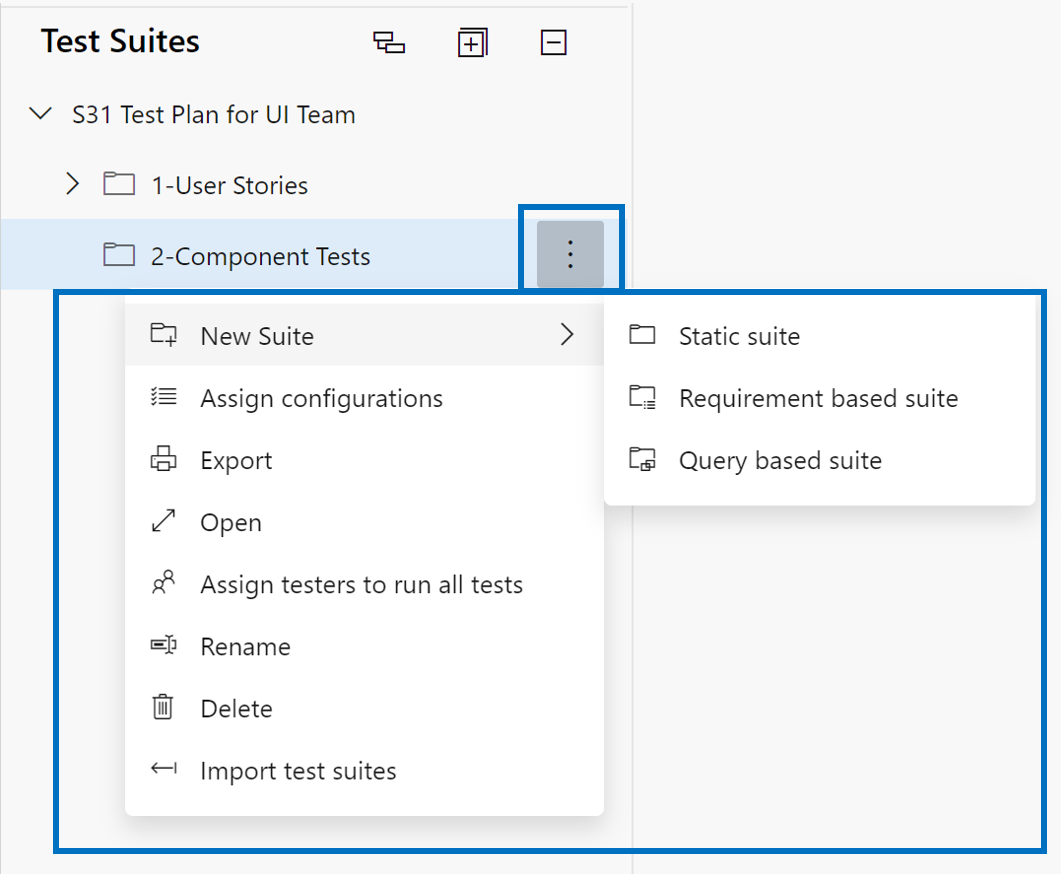 Test Suites
S31 Test Plan for UI Team
1-User Stories
2-Component Tests
New Suite
Assign configurations
Export
Open
Assign testers to run all tests
Rename
Delete
Import test suites
Static suite
Requirement based suite
Query based suite